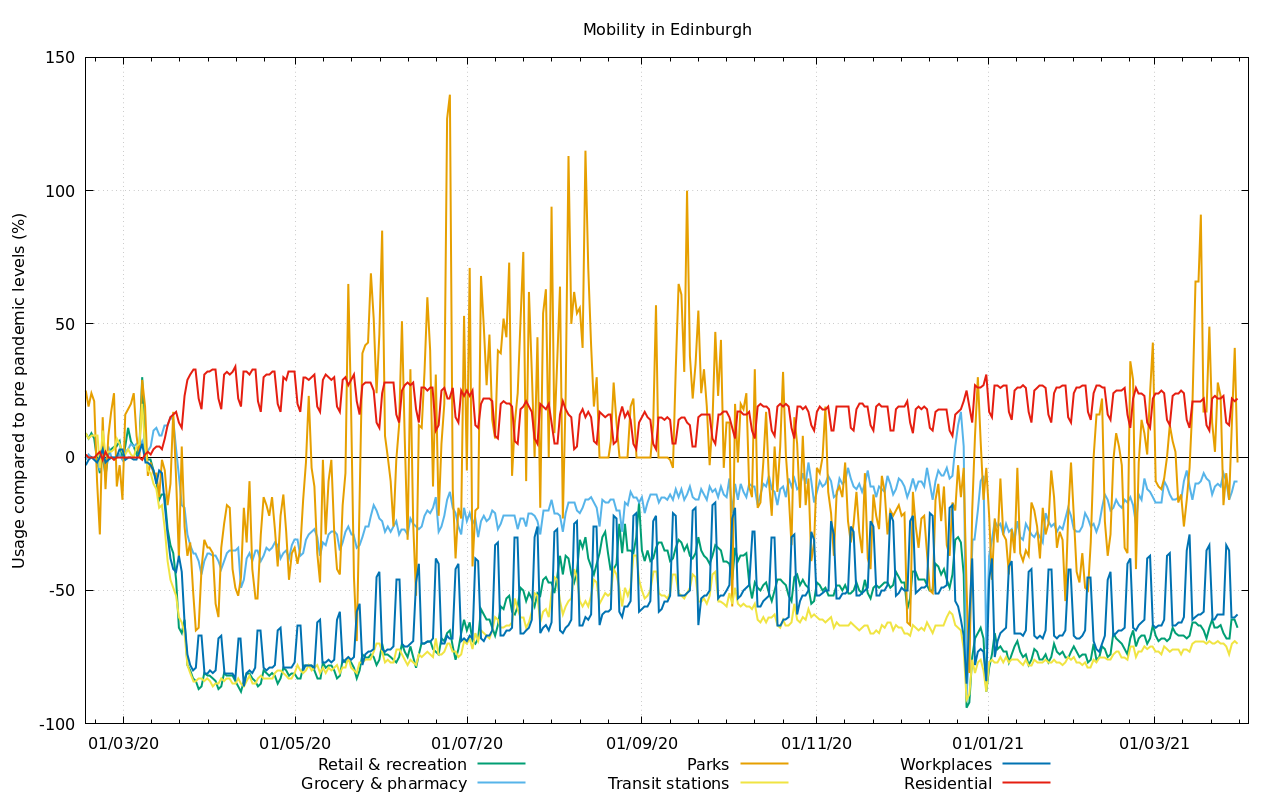 Mobility in Edinburgh
Usage compared to pre pandemic levels (%)
150
100
50
0
-50
-100
01/03/20 01/05/20 01/07/20 01/09/20 01/11/20 01/01/21 01/03/21
Retail & recreation Parks Workplaces
Grocery & pharmacy Transit stations Residential